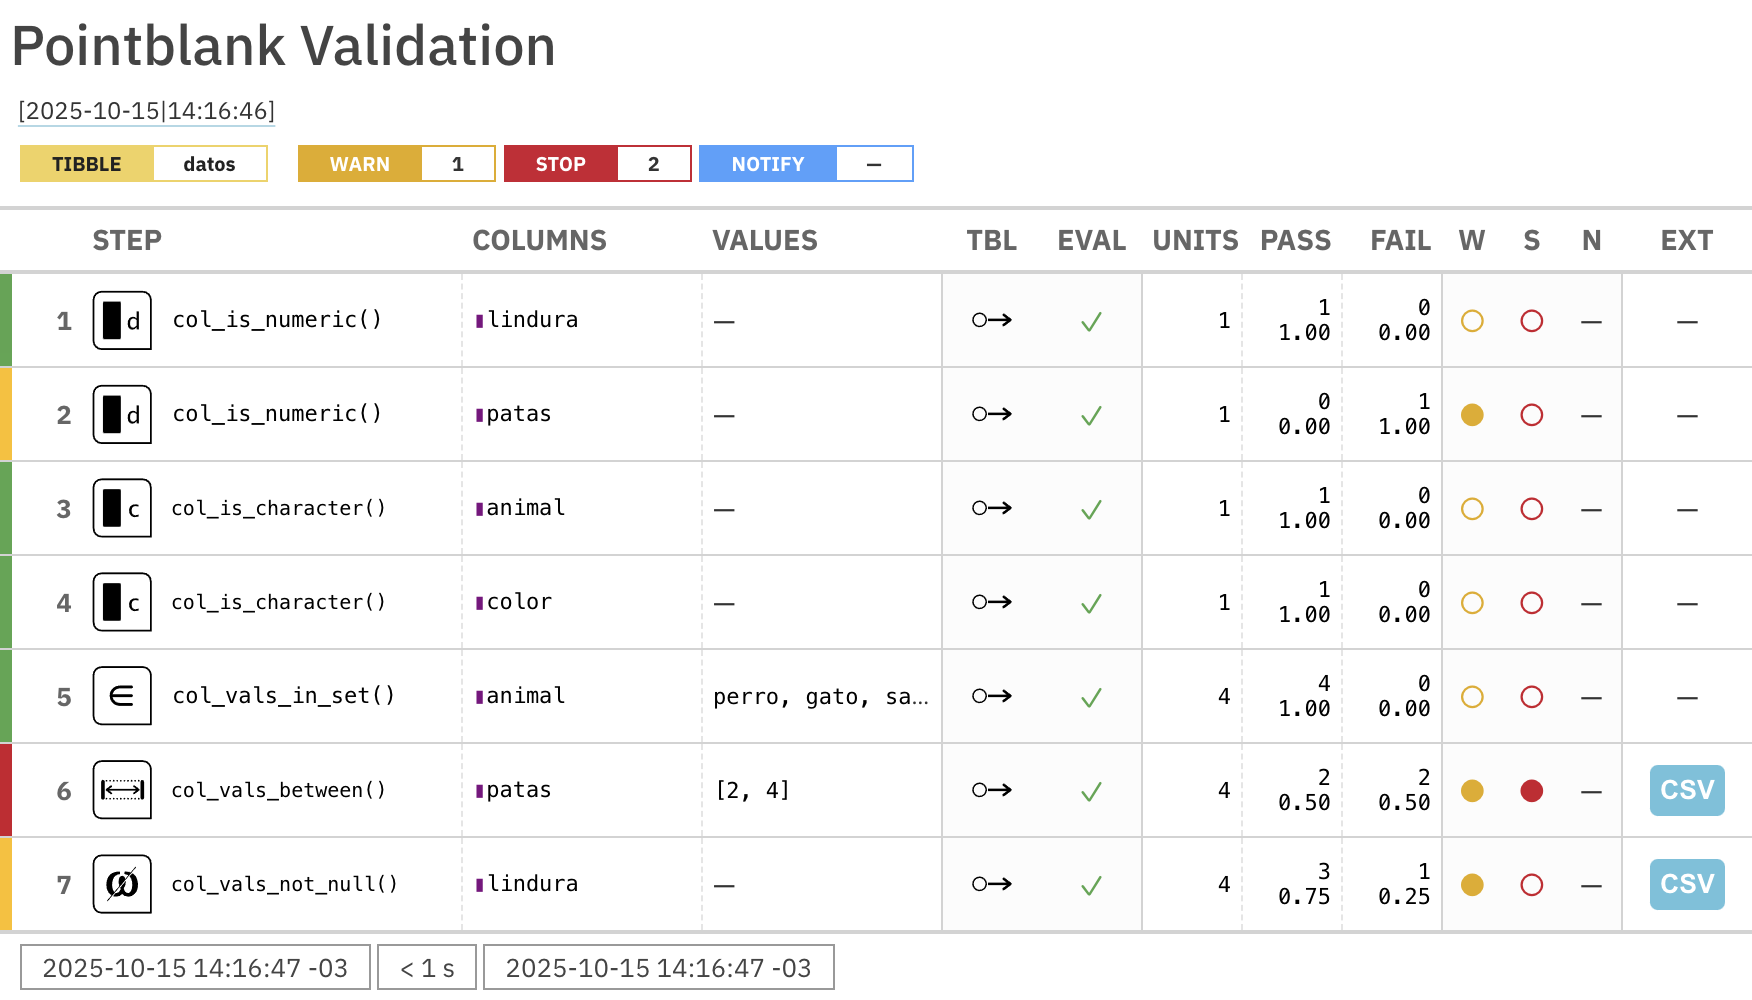 Pointblank Validation
[2025-10-15|14:16:46]
TIBBLE datos WARN 1 STOP 2 NOTIFY —
STEP COLUMNS VALUES TBL EVAL UNITS PASS FAIL W S N EXT
1 d col_is_numeric() lindura — ✓ 1 1 0 — —
1.00 0.00
2 d col_is_numeric() patas — ✓ 1 0 1 — —
0.00 1.00
3 c col_is_character() animal — ✓ 1 1 0 — —
1.00 0.00
4 c col_is_character() color — ✓ 1 1 0 — —
1.00 0.00
5 ∈ col_vals_in_set() animal perro, gato, sa… ✓ 4 4 0 — —
1.00 0.00
6 col_vals_between() patas [2, 4] ✓ 4 2 2 — CSV
0.50 0.50
7 col_vals_not_null() lindura — ✓ 4 3 1 — CSV
0.75 0.25
2025-10-15 14:16:47 -03 < 1 s 2025-10-15 14:16:47 -03